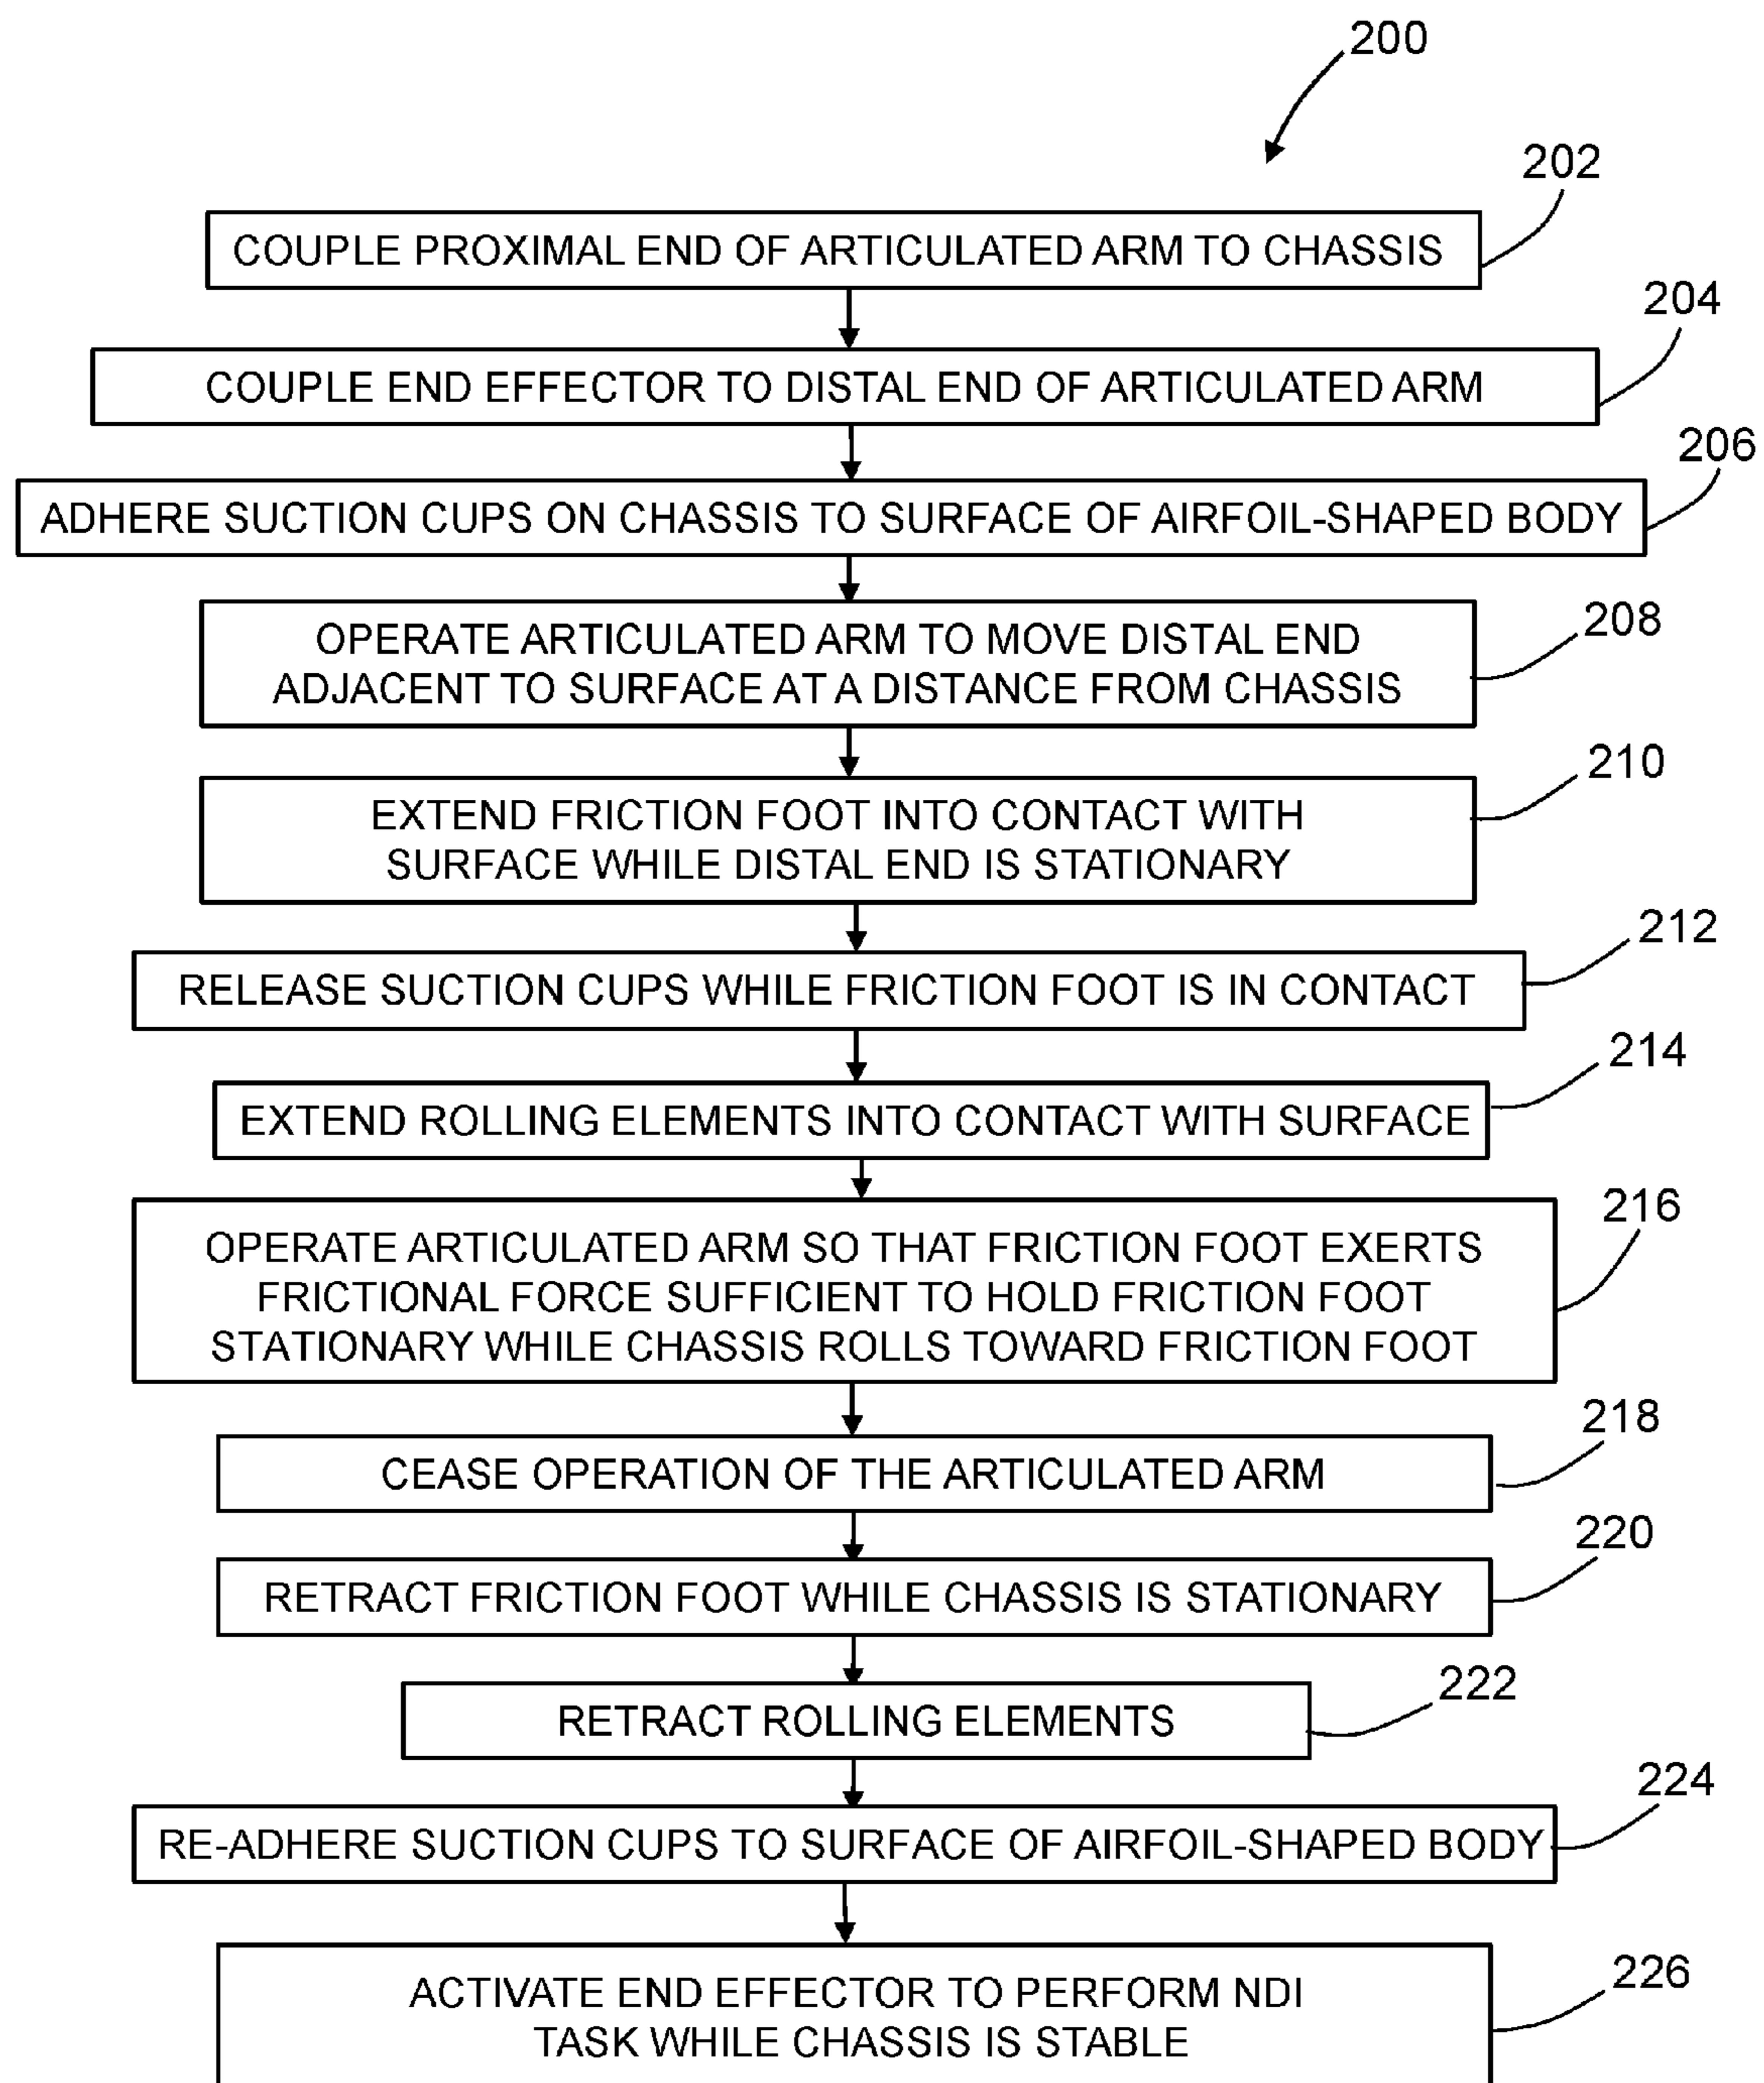 200
202
COUPLE PROXIMAL END OF ARTICULATED ARM TO CHASSIS
204
COUPLE END EFFECTOR TO DISTAL END OF ARTICULATED ARM
206
ADHERE SUCTION CUPS ON CHASSIS TO SURFACE OF AIRFOIL-SHAPED BODY
208
OPERATE ARTICULATED ARM TO MOVE DISTAL END
ADJACENT TO SURFACE AT A DISTANCE FROM CHASSIS
210
EXTEND FRICTION FOOT INTO CONTACT WITH
SURFACE WHILE DISTAL END IS STATIONARY
212
RELEASE SUCTION CUPS WHILE FRICTION FOOT IS IN CONTACT
214
EXTEND ROLLING ELEMENTS INTO CONTACT WITH SURFACE
216
OPERATE ARTICULATED ARM SO THAT FRICTION FOOT EXERTS
FRICTIONAL FORCE SUFFICIENT TO HOLD FRICTION FOOT
STATIONARY WHILE CHASSIS ROLLS TOWARD FRICTION FOOT
218
CEASE OPERATION OF THE ARTICULATED ARM
220
RETRACT FRICTION FOOT WHILE CHASSIS IS STATIONARY
222
RETRACT ROLLING ELEMENTS
224
RE-ADHERE SUCTION CUPS TO SURFACE OF AIRFOIL-SHAPED BODY
226
ACTIVATE END EFFECTOR TO PERFORM NDI
TASK WHILE CHASSIS IS STABLE